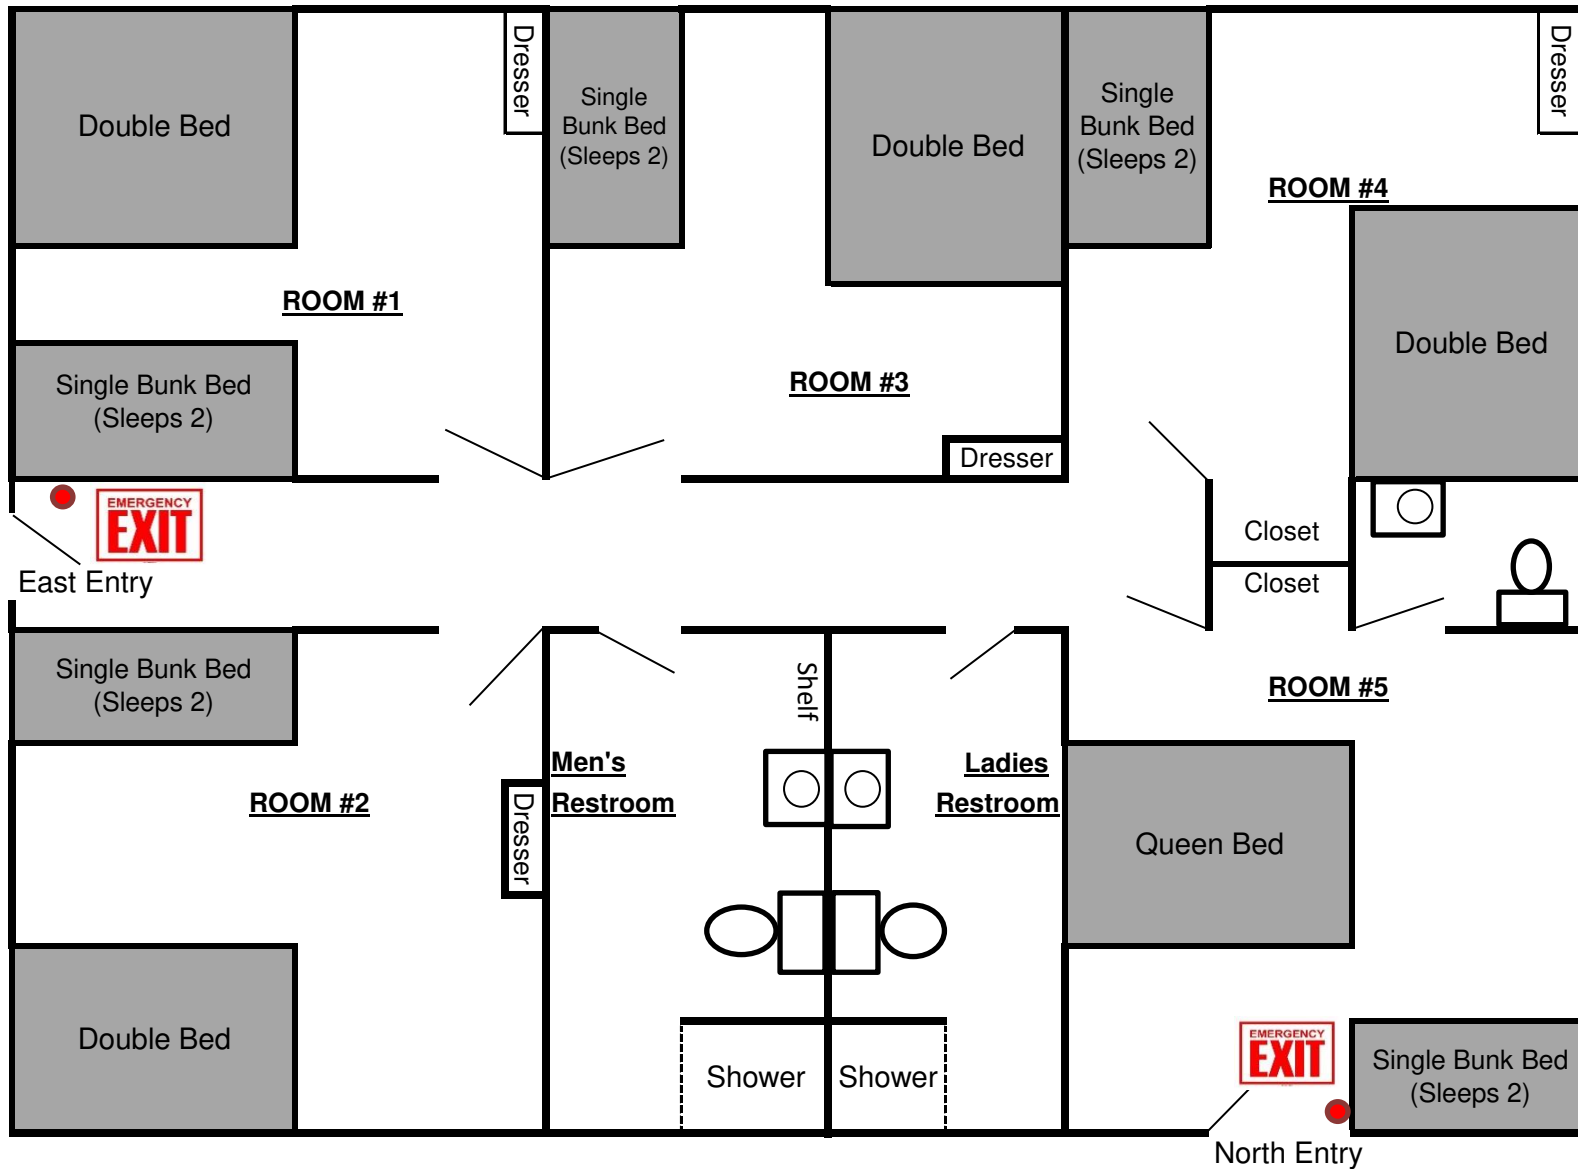 Double Bed
Dresser
Single
Bunk Bed
(Sleeps 2)
Double Bed
Single
Bunk Bed
(Sleeps 2)
Dresser
ROOM #4
ROOM #1
Double Bed
Single Bunk Bed
(Sleeps 2)
ROOM #3
Dresser
EMERGENCY
EXIT
East Entry
Closet
Closet
Single Bunk Bed
(Sleeps 2)
Shelf
ROOM #5
Men's
Restroom
Ladies
Restroom
ROOM #2
Dresser
Queen Bed
Double Bed
Shower
Shower
EMERGENCY
EXIT
Single Bunk Bed
(Sleeps 2)
North Entry